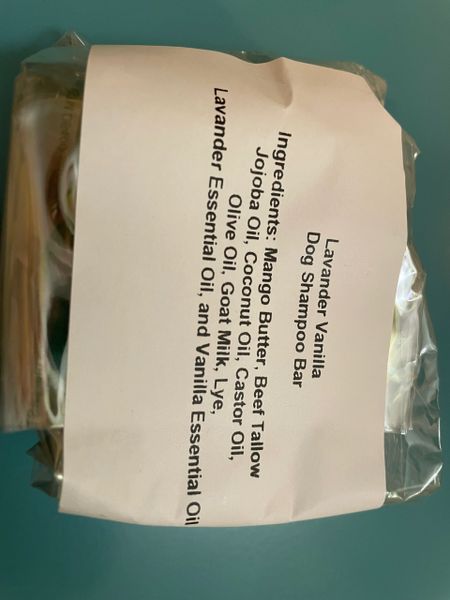 Lavander Vanilla
Dog Shampoo Bar
Ingredients: Mango Butter, Beef Tallow
Jojoba Oil, Coconut Oil, Castor Oil,
Olive Oil, Goat Milk, Lye,
Lavander Essential Oil, and Vanilla Essential Oil